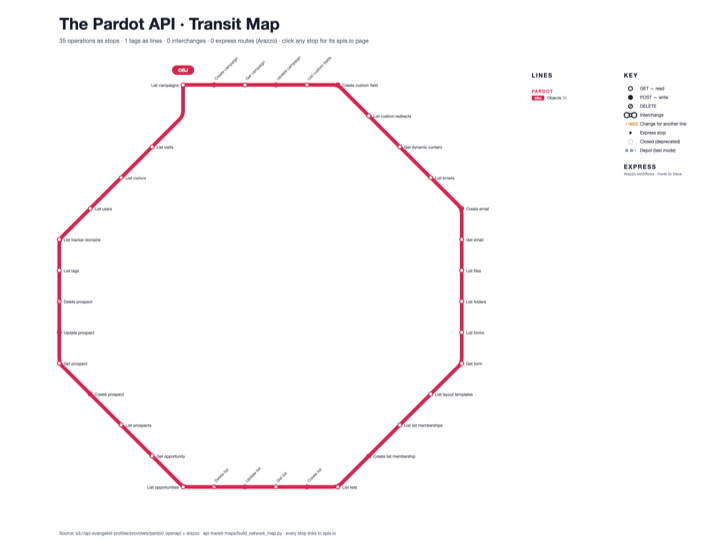 The Pardot API · Transit Map
35 operations as stops · 1 tags as lines · 0 interchanges · 0 express routes (Arazzo) · click any stop for its apis.io page
OBJ
Create campaign
Get campaign
Update campaign
List custom fields
List campaigns
Create custom field
List custom redirects
List visits
Get dynamic content
List visitors
List emails
List users
Create email
List tracker domains
Get email
List tags
List files
Delete prospect
List folders
Update prospect
List forms
Get prospect
Get form
Create prospect
List layout templates
List prospects
List list memberships
Get opportunity
Create list membership
Delete list
Update list
Get list
Create list
List opportunities
List lists
LINES
PARDOT
OBJ Objects
KEY
GET — read
POST — write
DELETE
Interchange
Change for another line
Express stop
Closed (deprecated)
Depot (test mode)
EXPRESS
Arazzo workflows · hover to trace
Source: s3://api-evangelist-profiles/providers/pardot/ openapi + arazzo · api-transit-maps/build_network_map.py · every stop links to apis.io